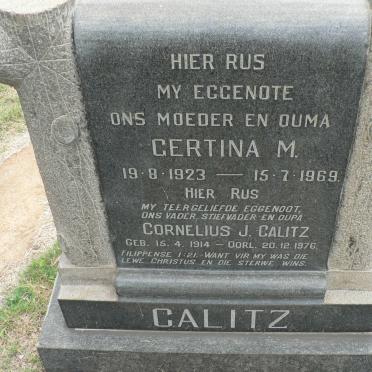 HIER RUS
MY EGGENOTE
ONS MOEDER EN OUMA
GERTINA M.
19·8·1923 — 15·7·1969.
HIER RUS
MY TEERGELIEFDE EGGENOOT,
ONS VADER, STIEFVADER EN OUPA
CORNELIUS J. CALITZ
GEB. 15. 4. 1914 — OORL. 20. 12. 1976.
FILIPPENSE 1:21.-WANT VIR MY WAS DIE
LEWE CHRISTUS EN DIE STERWE WINS.
CALITZ